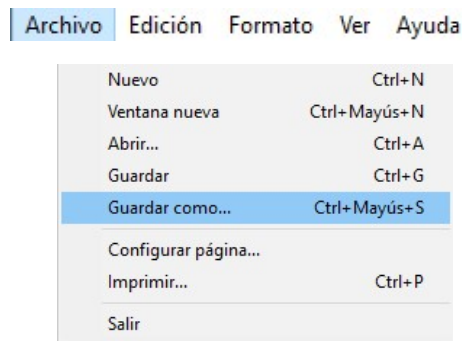 Archivo Edición Formato Ver Ayuda
Nuevo Ctrl+N
Ventana nueva Ctrl+Mayús+N
Abrir... Ctrl+A
Guardar Ctrl+G
Guardar como... Ctrl+Mayús+S
Configurar página...
Imprimir... Ctrl+P
Salir